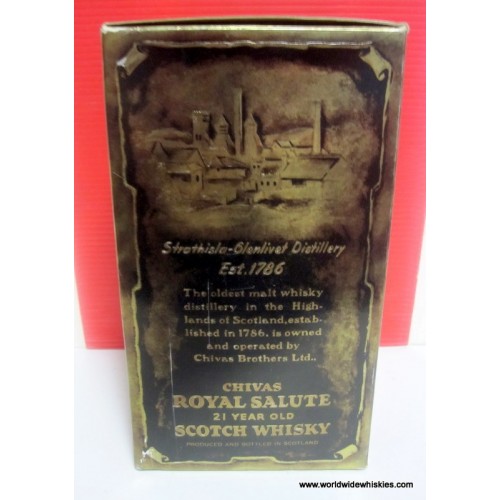 Strathisla-Glenlivet Distillery
Est. 1786
The oldest malt whisky
distillery in the High-
lands of Scotland, estab-
lished in 1786, is owned
and operated by
Chivas Brothers Ltd..
CHIVAS
ROYAL SALUTE
21 YEAR OLD
SCOTCH WHISKY
PRODUCED AND BOTTLED IN SCOTLAND
www.worldwidewhiskies.com